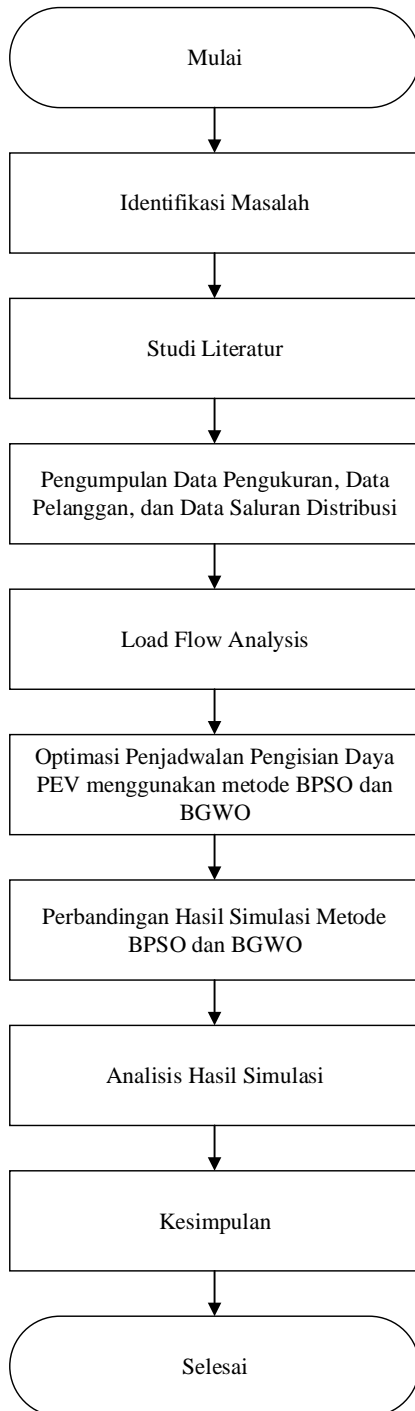 Mulai
Identifikasi Masalah
Studi Literatur
Pengumpulan Data Pengukuran, Data
Pelanggan, dan Data Saluran Distribusi
Load Flow Analysis
Optimasi Penjadwalan Pengisian Daya
PEV menggunakan metode BPSO dan
BGWO
Perbandingan Hasil Simulasi Metode
BPSO dan BGWO
Analisis Hasil Simulasi
Kesimpulan
Selesai